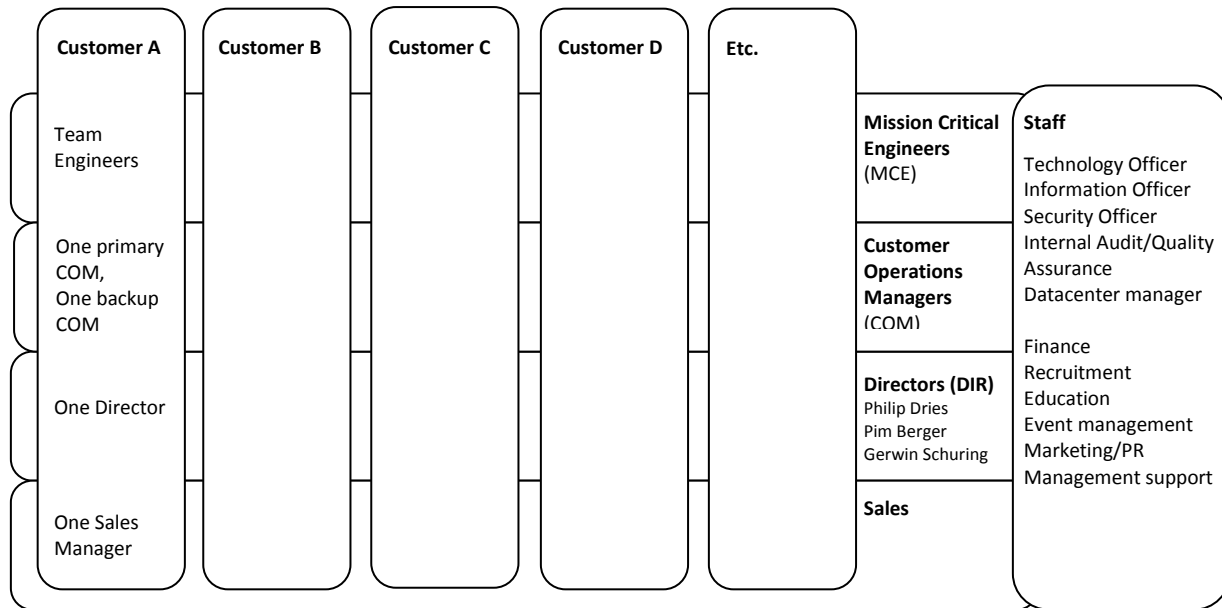 Customer A
Customer B
Customer C
Customer D
Etc.
Team
Engineers
One primary
COM,
One backup
COM
One Director
One Sales
Manager
Mission Critical
Engineers
(MCE)
Customer
Operations
Managers
(COM)
Directors (DIR)
Philip Dries
Pim Berger
Gerwin Schuring
Sales
Staff
Technology Officer
Information Officer
Security Officer
Internal Audit/Quality
Assurance
Datacenter manager
Finance
Recruitment
Education
Event management
Marketing/PR
Management support